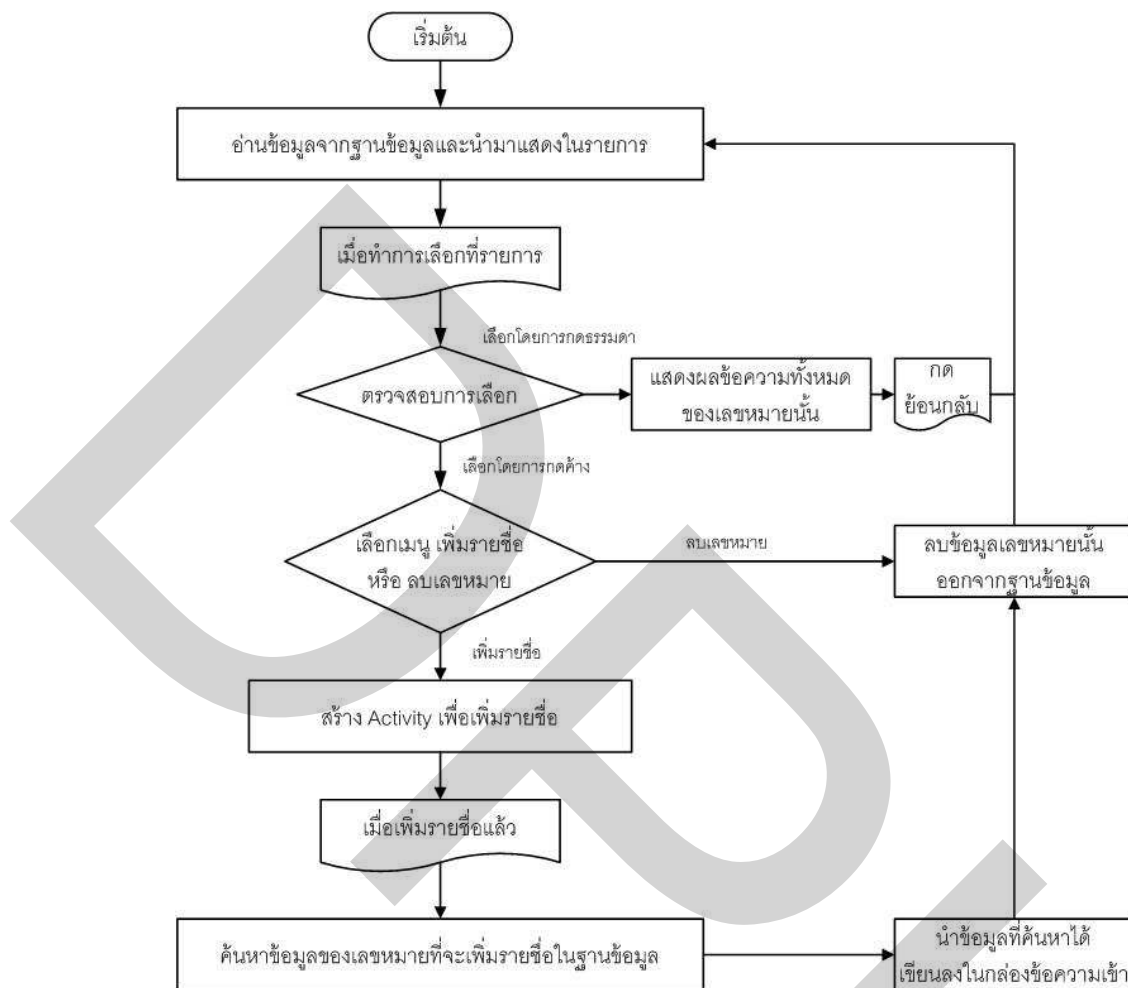 เริ่มต้น
อ่านข้อมูลจากฐานข้อมูลและนำมาแสดงในรายการ
เมื่อทำการเลือกที่รายการ
เลือกโดยการกดธรรมดา
ตรวจสอบการเลือก
แสดงผลข้อความทั้งหมด
ของเลขหมายนั้น
กด
ย้อนกลับ
เลือกโดยการกดค้าง
เลือกเมนู เพิ่มรายชื่อ
หรือ ลบเลขหมาย
ลบเลขหมาย
ลบข้อมูลเลขหมายนั้น
ออกจากฐานข้อมูล
เพิ่มรายชื่อ
สร้าง Activity เพื่อเพิ่มรายชื่อ
เมื่อเพิ่มรายชื่อแล้ว
ค้นหาข้อมูลของเลขหมายที่จะเพิ่มรายชื่อในฐานข้อมูล
นำข้อมูลที่ค้นหาได้
เขียนลงในกล่องข้อความเข้า